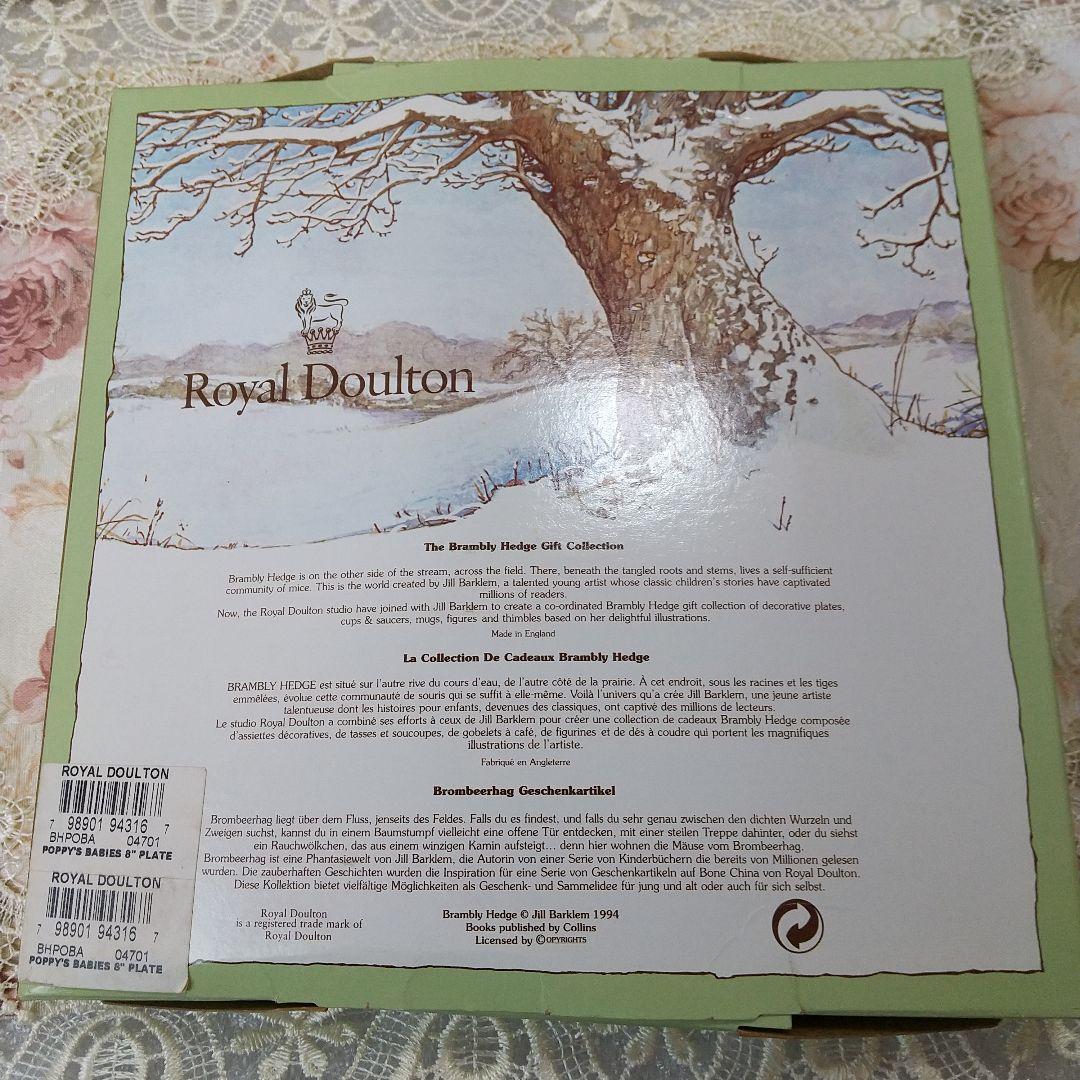 Royal Doulton
The Brambly Hedge Gift Collection
Brambly Hedge is on the other side of the stream, across the field. There, beneath the tangled roots and stems, lives a self-sufficient
community of mice. This is the world created by Jill Barklem, a talented young artist whose classic children's stories have captivated
millions of readers.
Now, the Royal Doulton studio have joined with Jill Barklem to create a co-ordinated Brambly Hedge gift collection of decorative plates,
cups & saucers, mugs, figures and thimbles based on her delightful illustrations.
Made in England
La Collection De Cadeaux Brambly Hedge
BRAMBLY HEDGE est situé sur l'autre rive du cours d'eau, de l'autre côté de la prairie. À cet endroit, sous les racines et les tiges
emmêlées, évolue cette communauté de souris qui se suffit à elle-même. Voilà l'univers qu'a crée Jill Barklem, une jeune artiste
talentueuse dont les histoires pour enfants, devenues des classiques, ont captivé des millions de lecteurs.
Le studio Royal Doulton a combiné ses efforts à ceux de Jill Barklem pour créer une collection de cadeaux Brambly Hedge composée
d'assiettes décoratives, de tasses et soucoupes, de gobelets à café, de figurines et de dés à coudre qui portent les magnifiques
illustrations de l'artiste.
Fabriqué en Angleterre
Brombeerhag Geschenkartikel
Brombeerhag liegt über dem Fluss, jenseits des Feldes. Falls du es findest, und falls du sehr genau zwischen den dichten Wurzeln und
Zweigen suchst, kannst du in einem Baumstumpf vielleicht eine offene Tür entdecken, mit einer steilen Treppe dahinter, oder du siehst
ein Rauchwölkchen, das aus einem winzigen Kamin aufsteigt... denn hier wohnen die Mäuse vom Brombeerhag.
Brombeerhag ist eine Phantasiewelt von Jill Barklem, die Autorin von einer Serie von Kinderbüchern die bereits von Millionen gelesen
wurden. Die zauberhaften Geschichten wurden die Inspiration für eine Serie von Geschenkartikeln auf Bone China von Royal Doulton.
Diese Kollektion bietet vielfältige Möglichkeiten als Geschenk- und Sammelidee für jung und alt oder auch für sich selbst.
Royal Doulton
is a registered trade mark of
Royal Doulton
Brambly Hedge © Jill Barklem 1994
Books published by Collins
Licensed by ©OPYRIGHTS
ROYAL DOULTON
7 98901 94316 7
BHPOBA 04701
POPPY'S BABIES 8" PLATE
ROYAL DOULTON
7 98901 94316 7
BHPOBA 04701
POPPY'S BABIES 8" PLATE